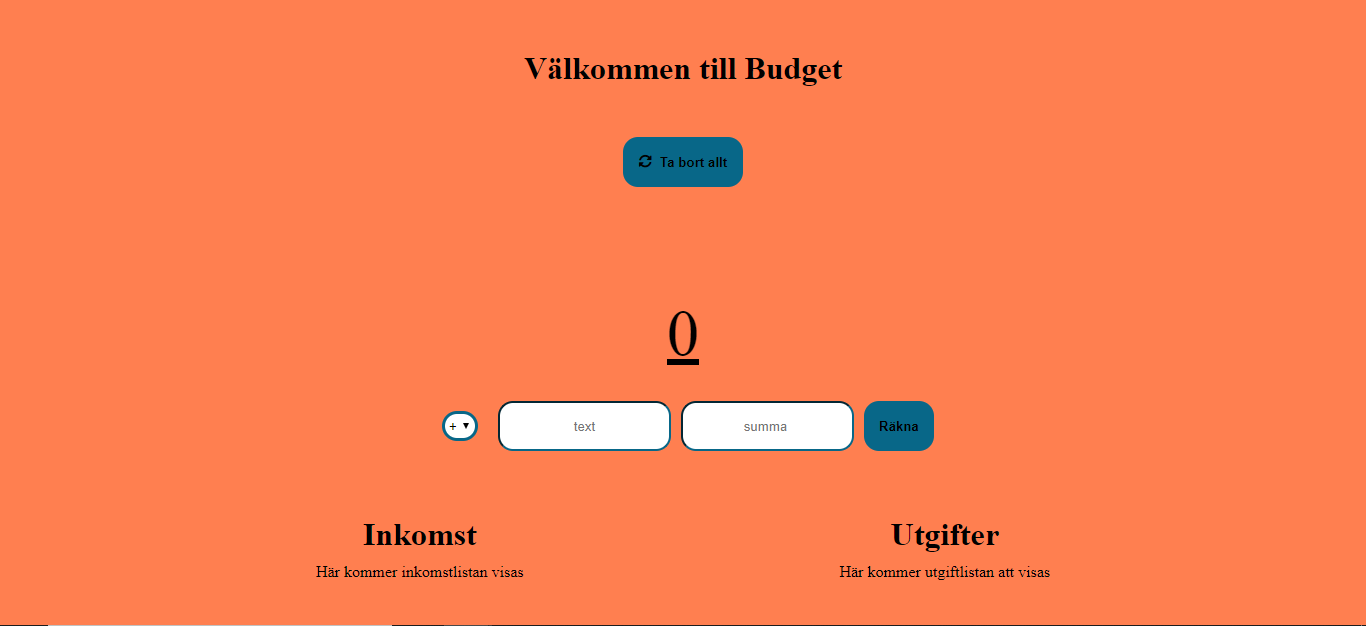 Välkommen till Budget
Ta bort allt
0
+ text summa Räkna
Inkomst Utgifter
Här kommer inkomstlistan visas Här kommer utgiftlistan att visas